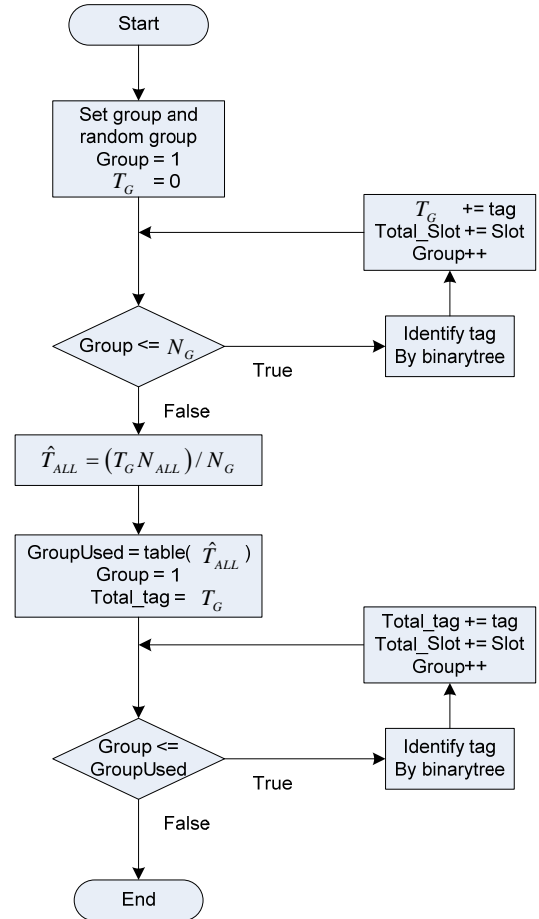 Start
Set group and
random group
Group = 1
T_G = 0
T_G += tag
Total_Slot += Slot
Group++
Group <= N_G
True
Identify tag
By binarytree
False
T̂_ALL = (T_G N_ALL) / N_G
GroupUsed = table( T̂_ALL )
Group = 1
Total_tag = T_G
Total_tag += tag
Total_Slot += Slot
Group++
Group <=
GroupUsed
True
Identify tag
By binarytree
False
End